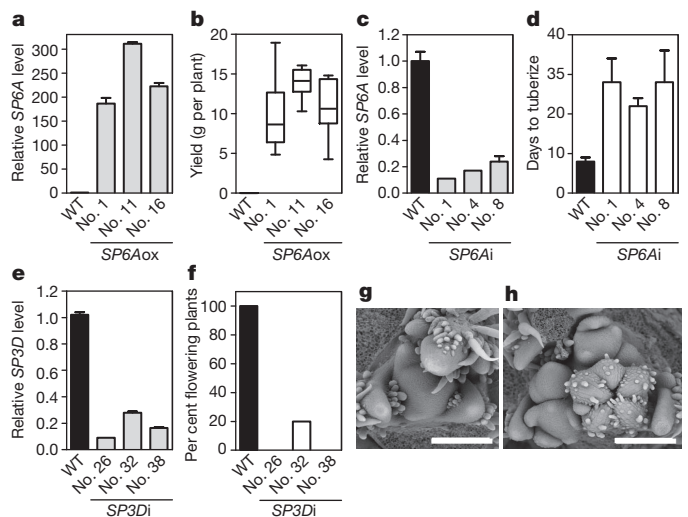 a
Relative SP6A level
300
250
200
150
100
50
0
WT
No. 1
No. 11
No. 16
SP6Aox
b
Yield (g per plant)
20
15
10
5
0
WT
No. 1
No. 11
No. 16
SP6Aox
c
Relative SP6A level
1.2
1.0
0.8
0.6
0.4
0.2
0
WT
No. 1
No. 4
No. 8
SP6Ai
d
Days to tuberize
40
30
20
10
0
WT
No. 1
No. 4
No. 8
SP6Ai
e
Relative SP3D level
1.2
1.0
0.8
0.6
0.4
0.2
0.0
WT
No. 26
No. 32
No. 38
SP3Di
f
Per cent flowering plants
100
80
60
40
20
0
WT
No. 26
No. 32
No. 38
SP3Di
g
h